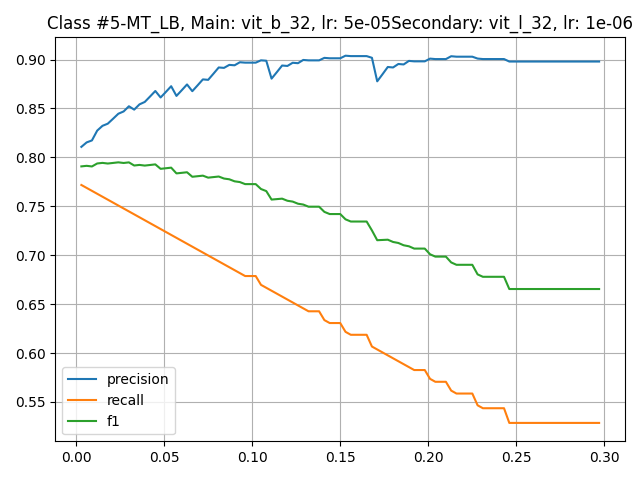 Class #5-MT_LB, Main: vit_b_32, lr: 5e-05Secondary: vit_l_32, lr: 1e-06
0.90
0.85
0.80
0.75
0.70
0.65
0.60
0.55
precision
recall
f1
0.00 0.05 0.10 0.15 0.20 0.25 0.30